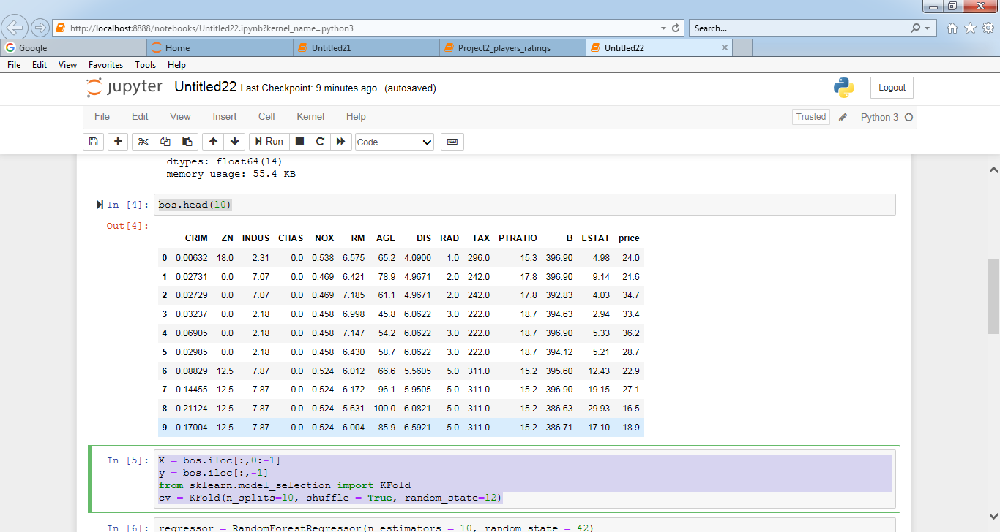 http://localhost:8888/notebooks/Untitled22.ipynb?kernel_name=python3
Search...
Google Home Untitled21 Project2_players_ratings Untitled22
File Edit View Favorites Tools Help
jupyter Untitled22 Last Checkpoint: 9 minutes ago (autosaved)
Logout
File Edit View Insert Cell Kernel Help
Trusted Python 3
Run Code
dtypes: float64(14)
memory usage: 55.4 KB
In [4]: bos.head(10)
Out[4]:
CRIM ZN INDUS CHAS NOX RM AGE DIS RAD TAX PTRATIO B LSTAT price
0 0.00632 18.0 2.31 0.0 0.538 6.575 65.2 4.0900 1.0 296.0 15.3 396.90 4.98 24.0
1 0.02731 0.0 7.07 0.0 0.469 6.421 78.9 4.9671 2.0 242.0 17.8 396.90 9.14 21.6
2 0.02729 0.0 7.07 0.0 0.469 7.185 61.1 4.9671 2.0 242.0 17.8 392.83 4.03 34.7
3 0.03237 0.0 2.18 0.0 0.458 6.998 45.8 6.0622 3.0 222.0 18.7 394.63 2.94 33.4
4 0.06905 0.0 2.18 0.0 0.458 7.147 54.2 6.0622 3.0 222.0 18.7 396.90 5.33 36.2
5 0.02985 0.0 2.18 0.0 0.458 6.430 58.7 6.0622 3.0 222.0 18.7 394.12 5.21 28.7
6 0.08829 12.5 7.87 0.0 0.524 6.012 66.6 5.5605 5.0 311.0 15.2 395.60 12.43 22.9
7 0.14455 12.5 7.87 0.0 0.524 6.172 96.1 5.9505 5.0 311.0 15.2 396.90 19.15 27.1
8 0.21124 12.5 7.87 0.0 0.524 5.631 100.0 6.0821 5.0 311.0 15.2 386.63 29.93 16.5
9 0.17004 12.5 7.87 0.0 0.524 6.004 85.9 6.5921 5.0 311.0 15.2 386.71 17.10 18.9
In [5]: X = bos.iloc[:,0:-1]
y = bos.iloc[:,-1]
from sklearn.model_selection import KFold
cv = KFold(n_splits=10, shuffle = True, random_state=12)
In [6]: regressor = RandomForestRegressor(n_estimators = 10, random_state = 42)